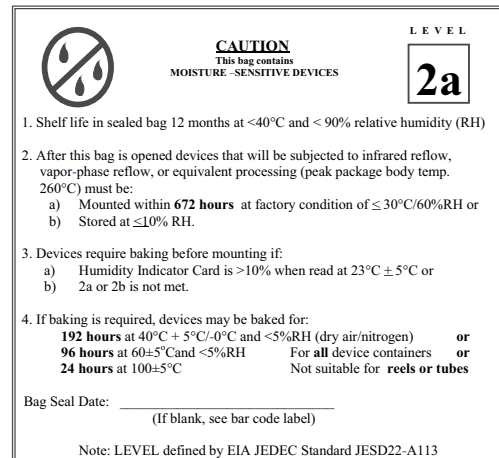 LEVEL
CAUTION
This bag contains
MOISTURE –SENSITIVE DEVICES
2a
1. Shelf life in sealed bag 12 months at <40°C and < 90% relative humidity (RH)
2. After this bag is opened devices that will be subjected to infrared reflow,
vapor-phase reflow, or equivalent processing (peak package body temp.
260°C) must be:
a) Mounted within 672 hours at factory condition of ≤ 30°C/60%RH or
b) Stored at ≤10% RH.
3. Devices require baking before mounting if:
a) Humidity Indicator Card is >10% when read at 23°C ± 5°C or
b) 2a or 2b is not met.
4. If baking is required, devices may be baked for:
192 hours at 40°C + 5°C/-0°C and <5%RH (dry air/nitrogen) or
96 hours at 60±5°Cand <5%RH For all device containers or
24 hours at 100±5°C Not suitable for reels or tubes
Bag Seal Date: ______________________________
(If blank, see bar code label)
Note: LEVEL defined by EIA JEDEC Standard JESD22-A113